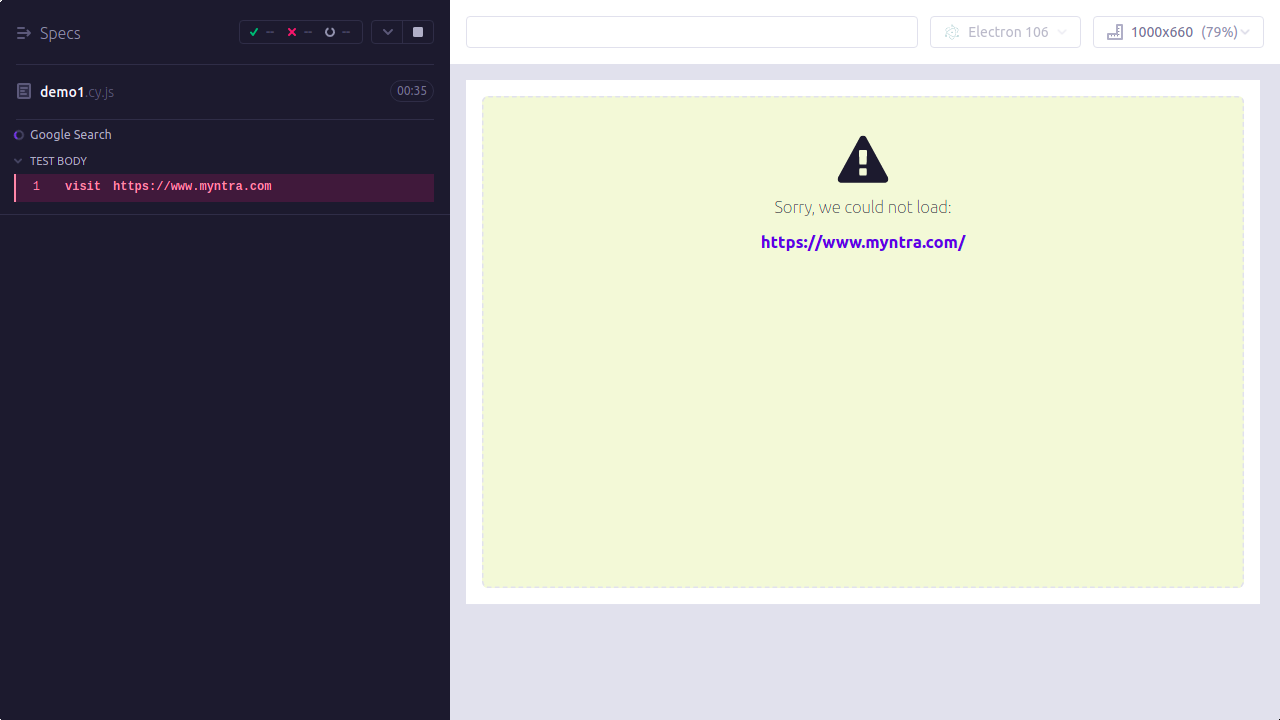 Specs
-- -- --
demo1.cy.js 00:35
Google Search
TEST BODY
1 visit https://www.myntra.com
Electron 106
1000x660 (79%)
Sorry, we could not load:
https://www.myntra.com/